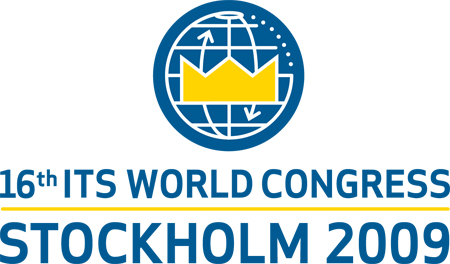 16th ITS WORLD CONGRESS
STOCKHOLM 2009